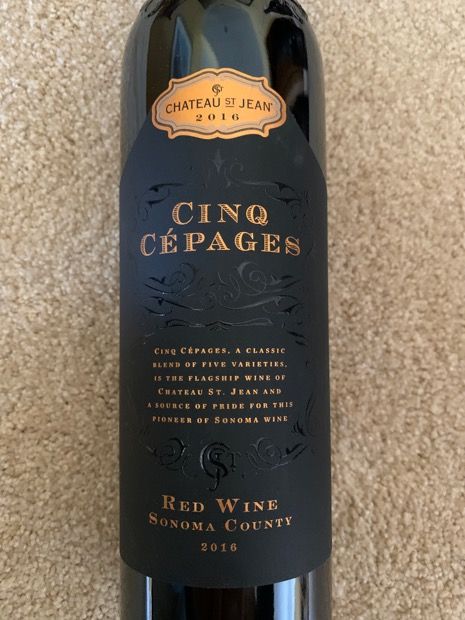 CHATEAU ST JEAN
2016
CINQ
CÉPAGES
CINQ CÉPAGES, A CLASSIC
BLEND OF FIVE VARIETIES,
IS THE FLAGSHIP WINE OF
CHATEAU ST. JEAN AND
A SOURCE OF PRIDE FOR THIS
PIONEER OF SONOMA WINE
RED WINE
SONOMA COUNTY
2016